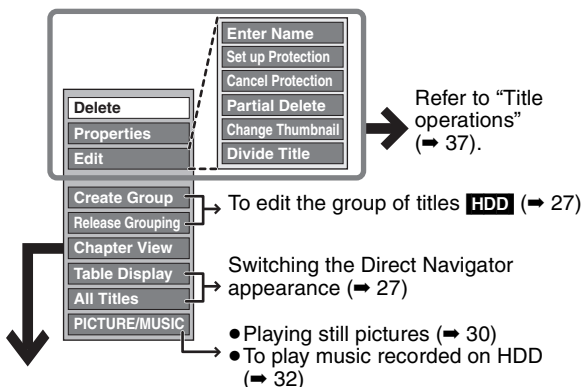 Enter Name
Set up Protection
Cancel Protection
Partial Delete
Change Thumbnail
Divide Title
Refer to “Title
operations”
(➡ 37).
Delete
Properties
Edit
Create Group
Release Grouping
Chapter View
Table Display
All Titles
PICTURE/MUSIC
To edit the group of titles HDD (➡ 27)
Switching the Direct Navigator
appearance (➡ 27)
●Playing still pictures (➡ 30)
●To play music recorded on HDD
(➡ 32)